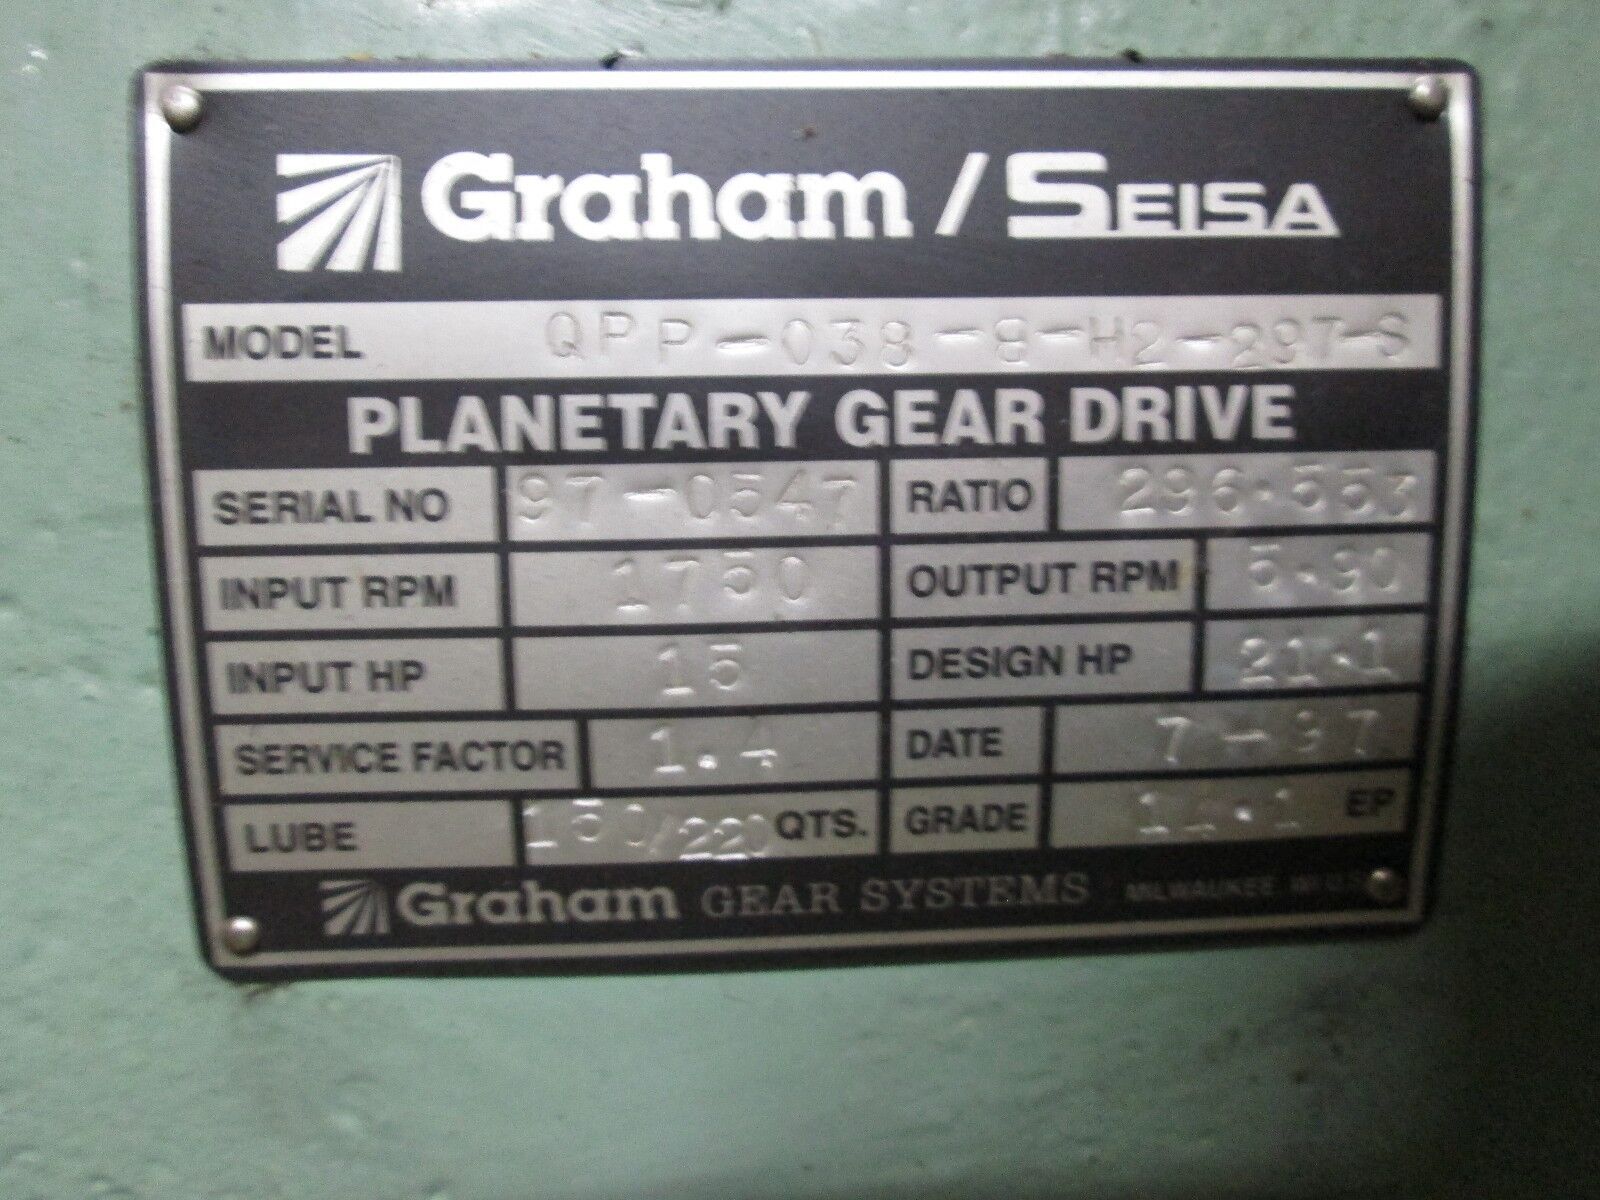 Graham / SEISA
MODEL QPP-038-8-H2-297-S
PLANETARY GEAR DRIVE
SERIAL NO 97-0547 RATIO 296.553
INPUT RPM 1750 OUTPUT RPM 5.90
INPUT HP 15 DESIGN HP 21.1
SERVICE FACTOR 1.4 DATE 7-97
LUBE 150/220 QTS. GRADE EP
Graham GEAR SYSTEMS MILWAUKEE, WI